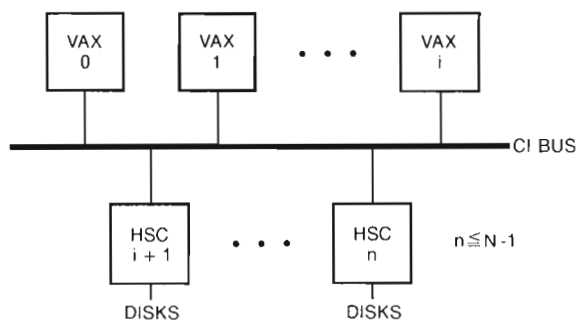 VAX
0
VAX
1
• • •
VAX
i
CI BUS
HSC
i + 1
• • •
HSC
n
n ≦ N-1
DISKS
DISKS